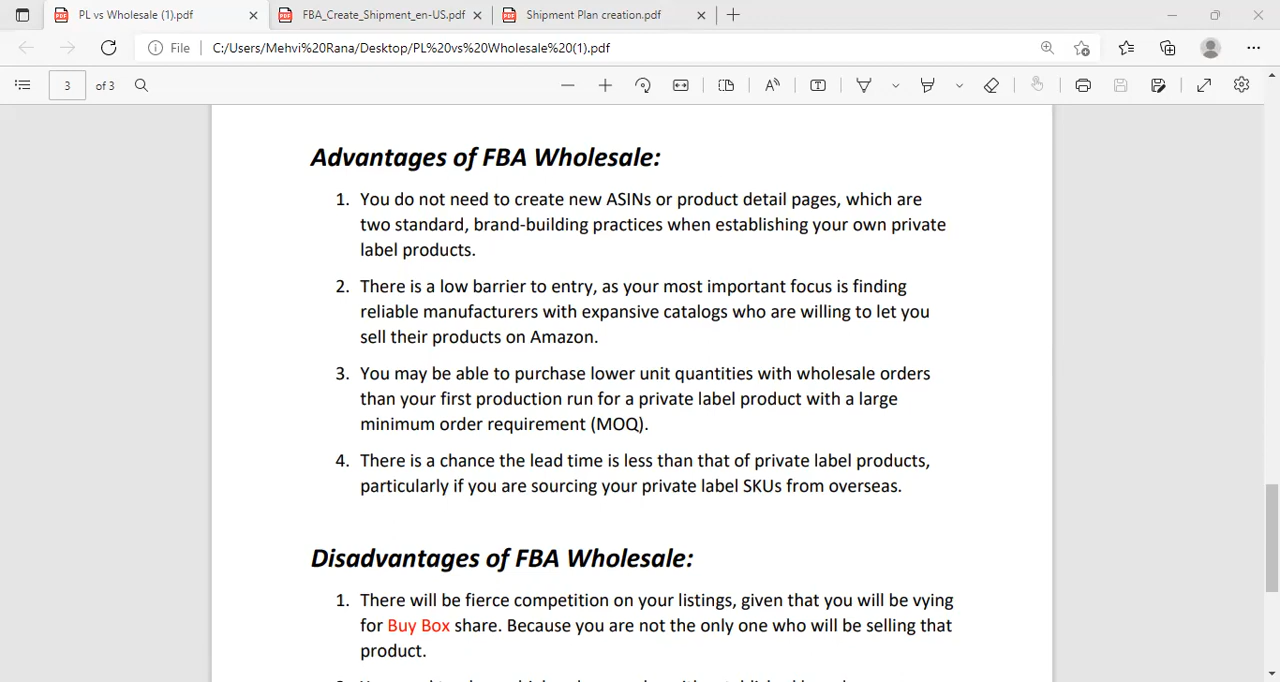 PL vs Wholesale (1).pdf
FBA_Create_Shipment_en-US.pdf
Shipment Plan creation.pdf
File
C:/Users/Mehvi%20Rana/Desktop/PL%20vs%20Wholesale%20(1).pdf
3
of 3
Advantages of FBA Wholesale:
1. You do not need to create new ASINs or product detail pages, which are
two standard, brand-building practices when establishing your own private
label products.
2. There is a low barrier to entry, as your most important focus is finding
reliable manufacturers with expansive catalogs who are willing to let you
sell their products on Amazon.
3. You may be able to purchase lower unit quantities with wholesale orders
than your first production run for a private label product with a large
minimum order requirement (MOQ).
4. There is a chance the lead time is less than that of private label products,
particularly if you are sourcing your private label SKUs from overseas.
Disadvantages of FBA Wholesale:
1. There will be fierce competition on your listings, given that you will be vying
for Buy Box share. Because you are not the only one who will be selling that
product.